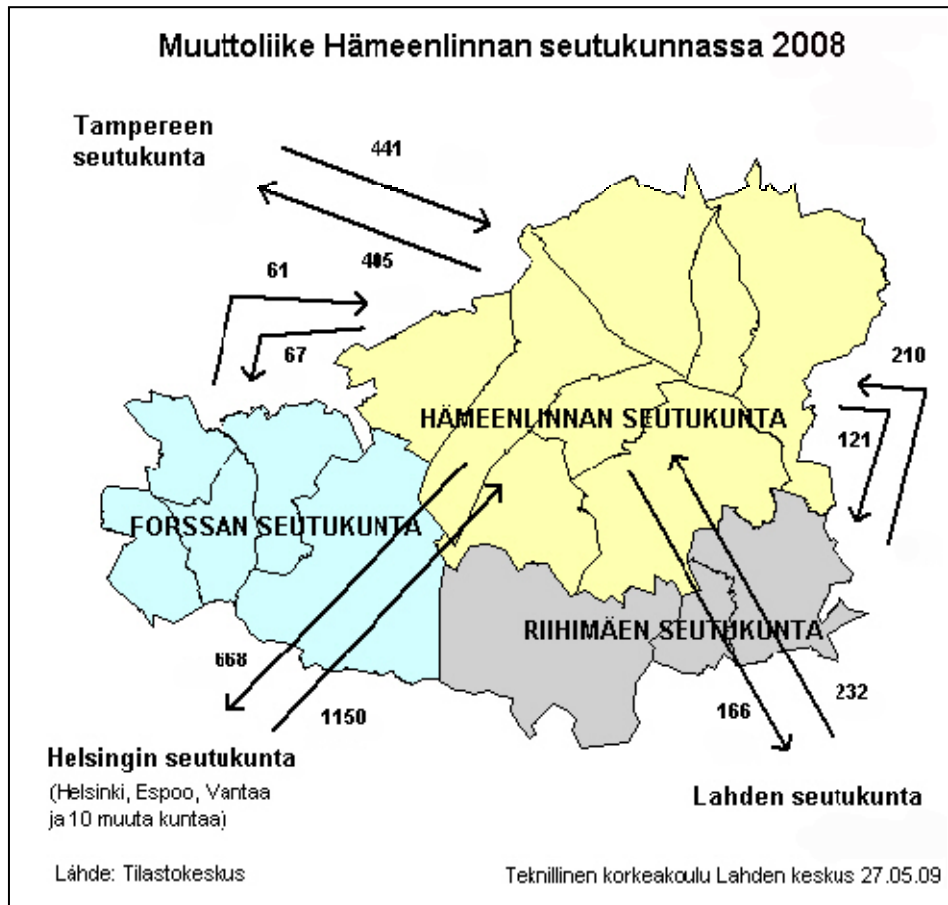 Muuttoliike Hämeenlinnan seutukunnassa 2008
Tampereen
seutukunta
441
405
61
67
210
121
HÄMEENLINNAN SEUTUKUNTA
FORSSAN SEUTUKUNTA
RIIHIMÄEN SEUTUKUNTA
668
1150
166
232
Helsingin seutukunta
(Helsinki, Espoo, Vantaa
ja 10 muuta kuntaa)
Lahden seutukunta
Lähde: Tilastokeskus
Teknillinen korkeakoulu Lahden keskus 27.05.09